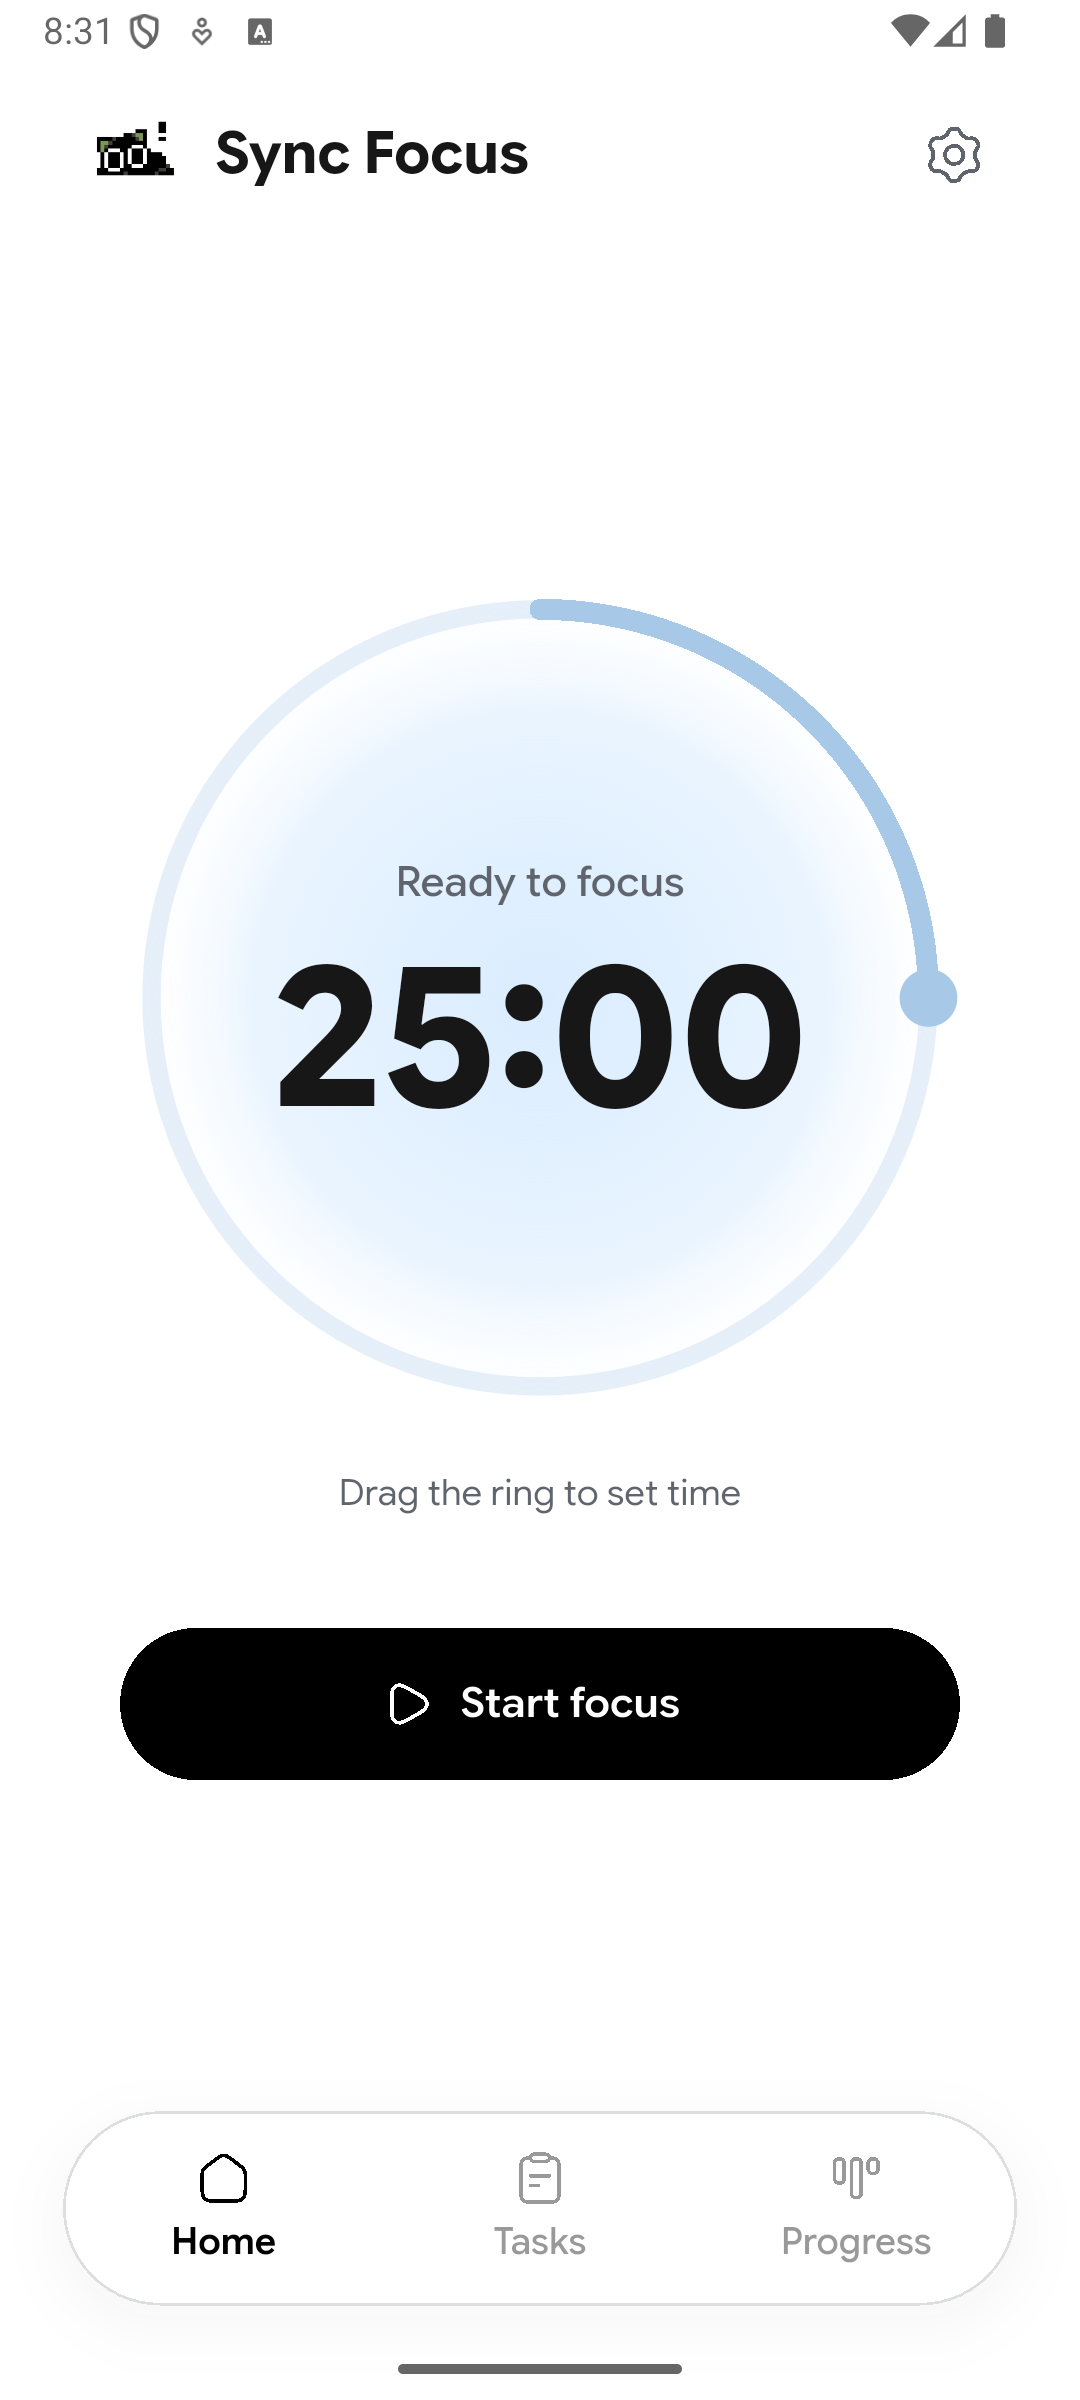 8:31
Sync Focus
Ready to focus
25:00
Drag the ring to set time
Start focus
Home
Tasks
Progress